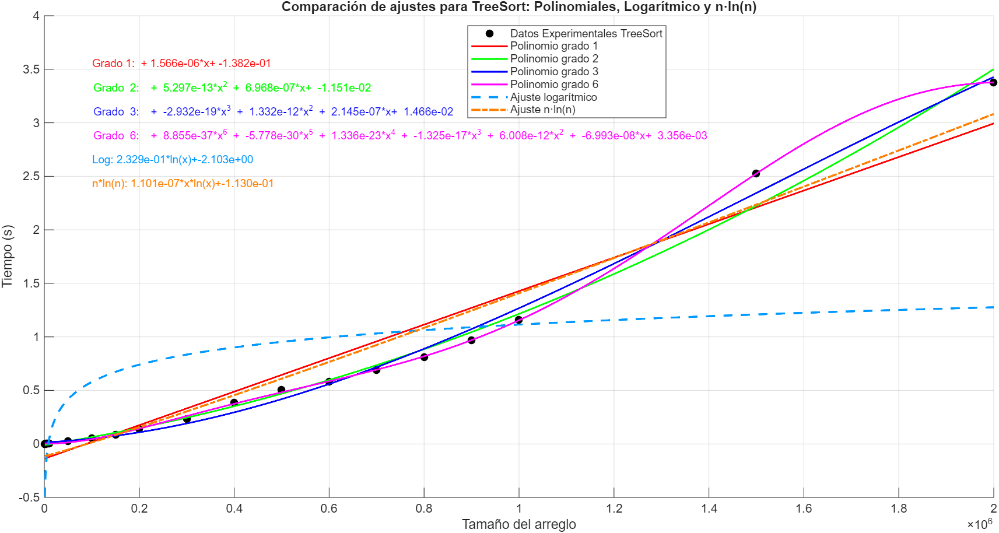 Comparación de ajustes para TreeSort: Polinomiales, Logarítmico y n·ln(n)
Datos Experimentales TreeSort
Polinomio grado 1
Polinomio grado 2
Polinomio grado 3
Polinomio grado 6
Ajuste logarítmico
Ajuste n·ln(n)
Grado 1:  + 1.566e-06*x+ -1.382e-01
Grado 2:  + 5.297e-13*x² + 6.968e-07*x+ -1.151e-02
Grado 3:  + -2.932e-19*x³ + 1.332e-12*x² + 2.145e-07*x+ 1.466e-02
Grado 6:  + 8.855e-37*x⁶ + -5.778e-30*x⁵ + 1.336e-23*x⁴ + -1.325e-17*x³ + 6.008e-12*x² + -6.993e-08*x+ 3.356e-03
Log: 2.329e-01*ln(x)+-2.103e+00
n*ln(n): 1.101e-07*x*ln(x)+-1.130e-01
Tiempo (s)
4
3.5
3
2.5
2
1.5
1
0.5
0
-0.5
0 0.2 0.4 0.6 0.8 1 1.2 1.4 1.6 1.8 2
×10⁶
Tamaño del arreglo